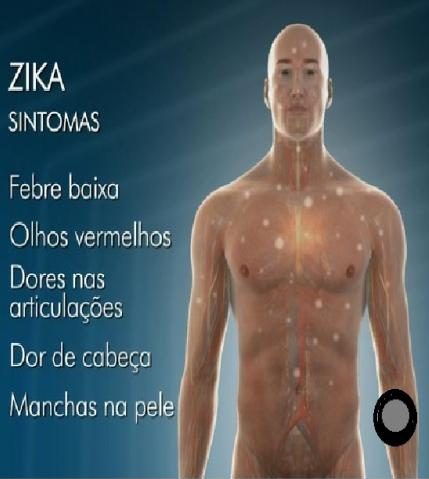 ZIKA
SINTOMAS
Febre baixa
Olhos vermelhos
Dores nas
articulações
Dor de cabeça
Manchas na pele